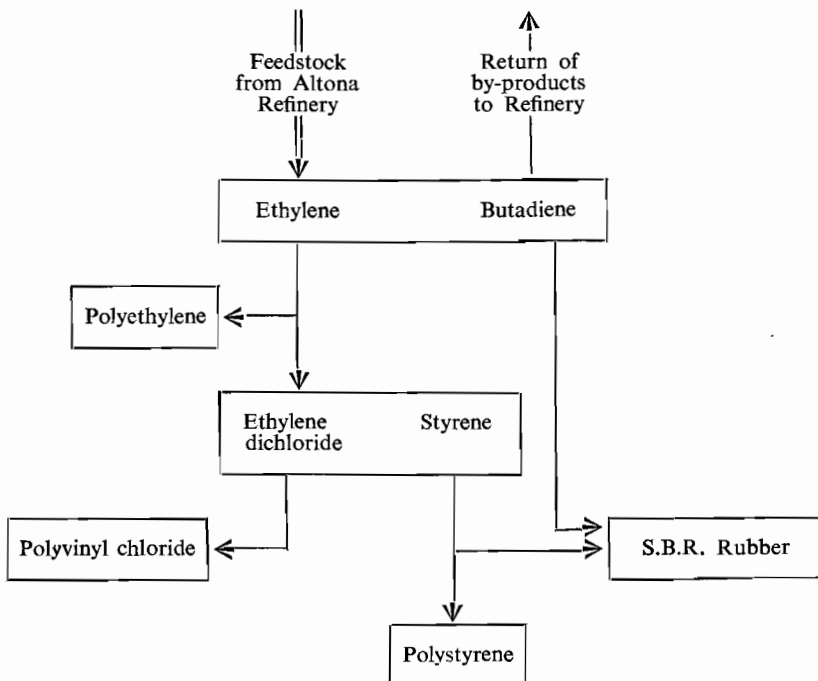 Feedstock
from Altona
Refinery
Return of
by-products
to Refinery
Ethylene
Butadiene
Polyethylene
Ethylene
dichloride
Styrene
Polyvinyl chloride
S.B.R. Rubber
Polystyrene